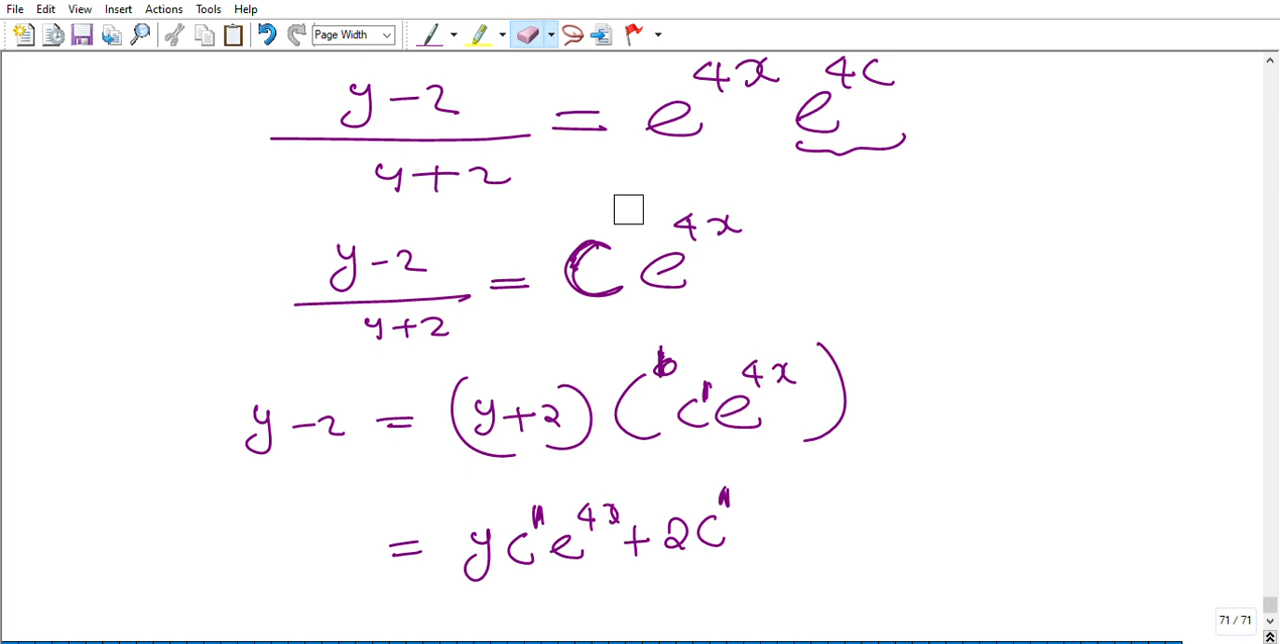 File Edit View Insert Actions Tools Help
Page Width
y-2 / y+2 = e^4x e^4c
y-2 / y+2 = C e^4x
y-2 = (y+2) (c e^4x)
= y c e^4x + 2c
71 / 71